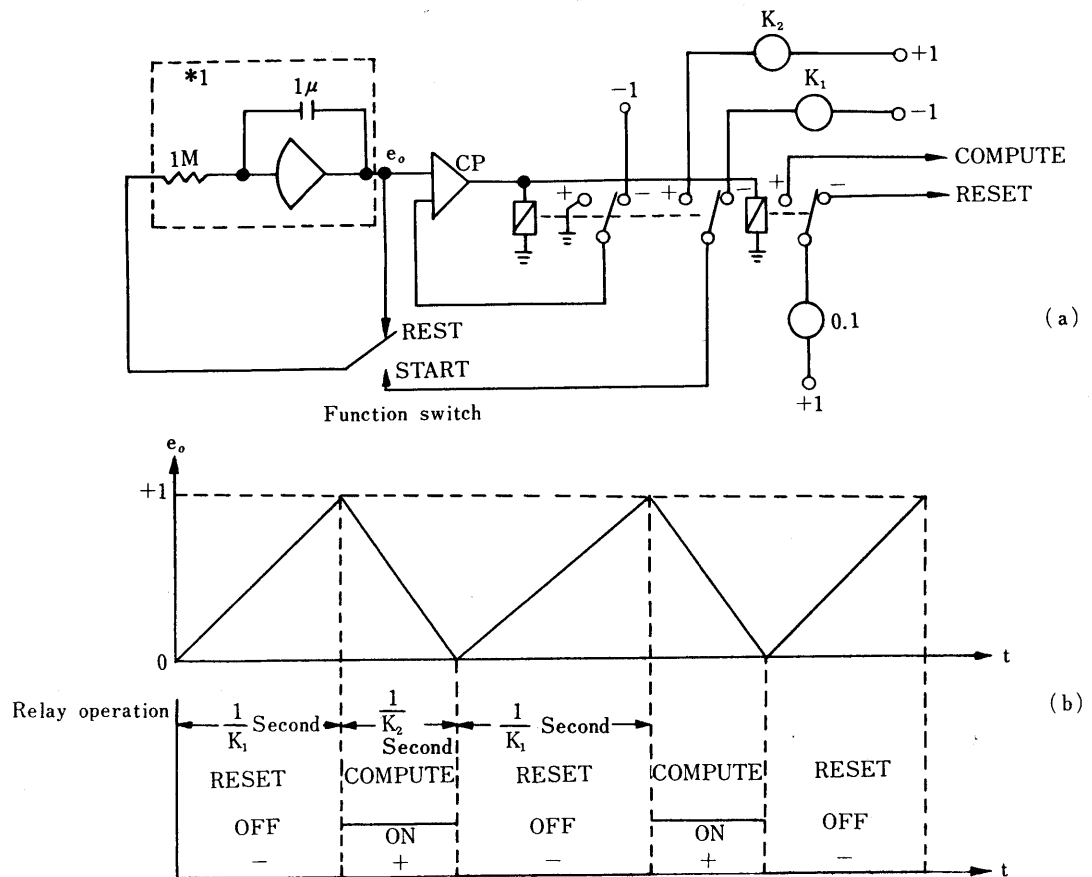 K₂
+1
*1
K₁
1μ
−1
−1
1M
eₒ
CP
COMPUTE
+
−
+
−
+
−
RESET
REST
0.1
(a)
START
+1
Function switch
eₒ
+1
0
t
Relay operation
1/K₁ Second
1/K₂ Second
1/K₁ Second
(b)
RESET
COMPUTE
RESET
COMPUTE
RESET
OFF
ON
OFF
ON
OFF
−
+
−
+
−
t